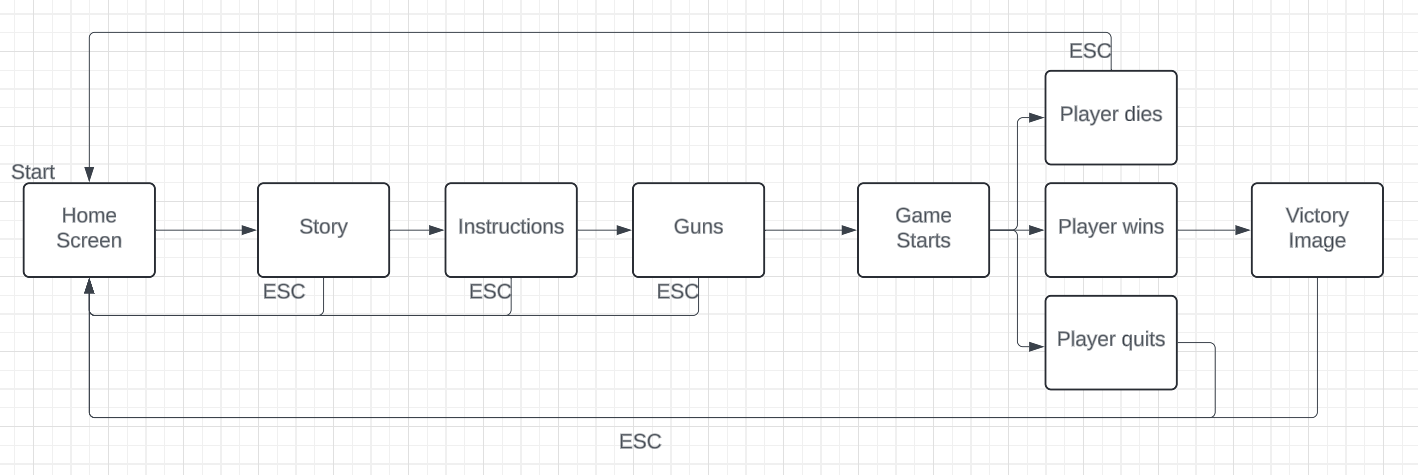 ESC
Player dies
Start
Home
Screen
Story
Instructions
Guns
Game
Starts
Player wins
Victory
Image
ESC
ESC
ESC
Player quits
ESC